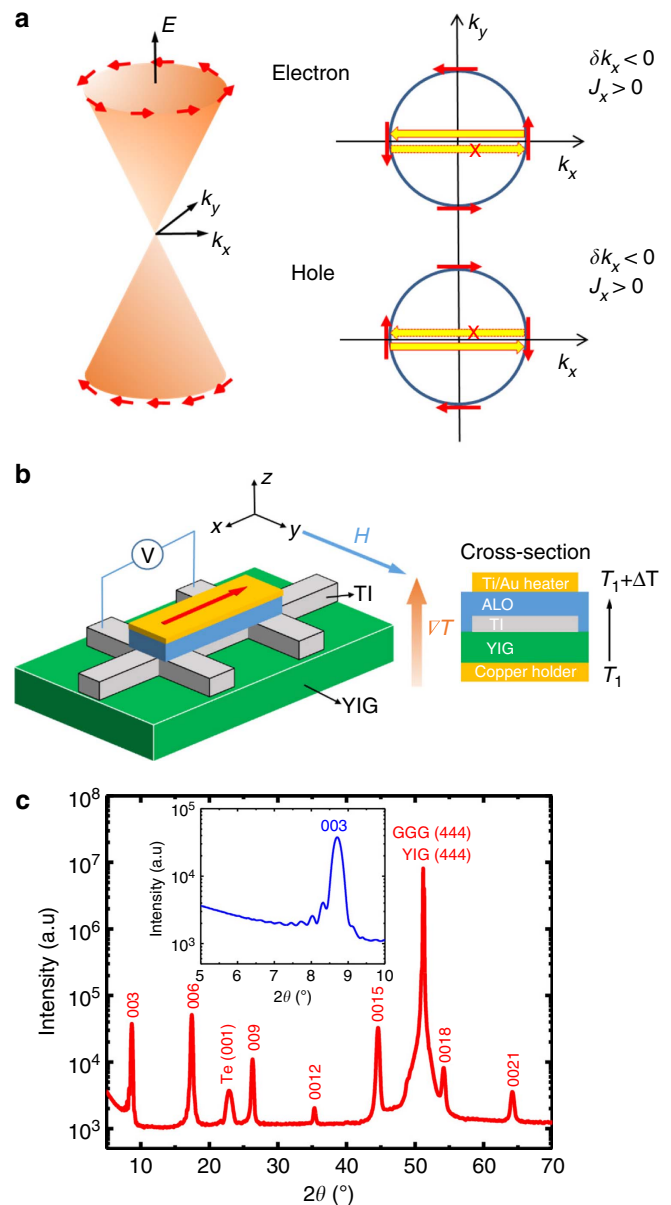 a
E
k_y
k_x
Electron
k_y
δk_x < 0
J_x > 0
X
k_x
Hole
δk_x < 0
J_x > 0
X
k_x
b
z
x
y
H
V
TI
∇T
YIG
Cross-section
Ti/Au heater
ALO
TI
YIG
Copper holder
T_1+ΔT
T_1
c
10^8
10^7
10^6
10^5
10^4
10^3
Intensity (a.u)
10
20
30
40
50
60
70
2θ (°)
10^5
10^4
10^3
Intensity (a.u)
5
6
7
8
9
10
2θ (°)
003
GGG (444)
YIG (444)
003
006
Te (001)
009
0012
0015
0018
0021